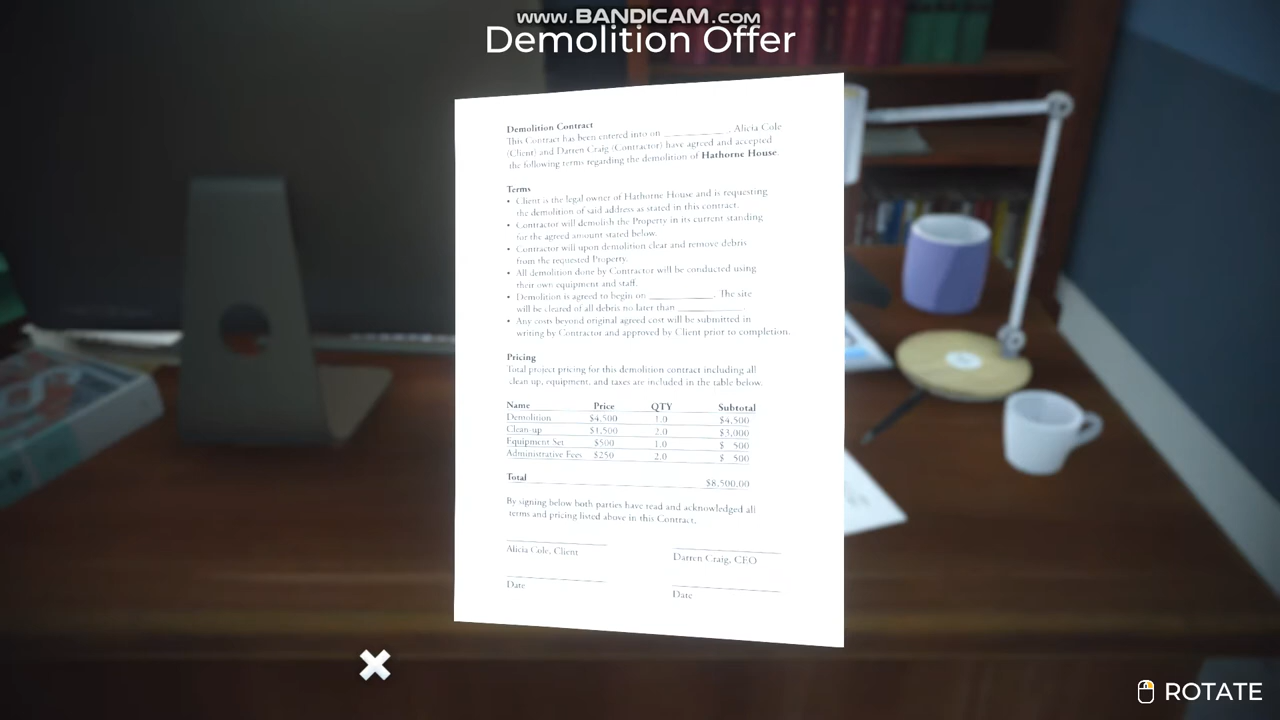 www.BANDICAM.com
Demolition Offer
Demolition Contract
This Contract has been entered into on ____________, Alicia Cole
(Client) and Darren Craig (Contractor) have agreed and accepted
the following terms regarding the demolition of Hathorne House.
Terms
• Client is the legal owner of Hathorne House and is requesting
the demolition of said address as stated in this contract.
• Contractor will demolish the Property in its current standing
for the agreed amount stated below.
• Contractor will upon demolition clear and remove debris
from the requested Property.
• All demolition done by Contractor will be conducted using
their own equipment and staff.
• Demolition is agreed to begin on ____________. The site
will be cleared of all debris no later than ____________.
• Any costs beyond original agreed cost will be submitted in
writing by Contractor and approved by Client prior to completion.
Pricing
Total project pricing for this demolition contract including all
clean up, equipment, and taxes are included in the table below.
Name Price QTY Subtotal
Demolition $4,500 1.0 $4,500
Clean-up $1,500 2.0 $3,000
Equipment Set $500 1.0 $ 500
Administrative Fees $250 2.0 $ 500
Total $8,500.00
By signing below both parties have read and acknowledged all
terms and pricing listed above in this Contract.
Alicia Cole, Client Darren Craig, CEO
Date Date
ROTATE